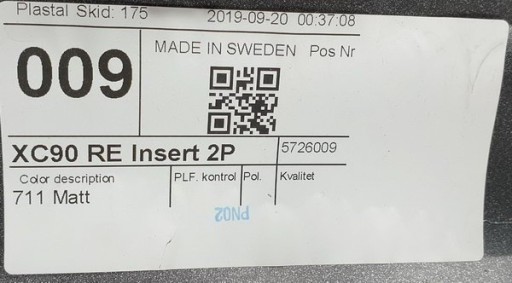 Plastal Skid: 175 2019-09-20 00:37:08
009
MADE IN SWEDEN Pos Nr
XC90 RE Insert 2P 5726009
Color description PLF. kontrol Pol. Kvalitet
711 Matt
PN02